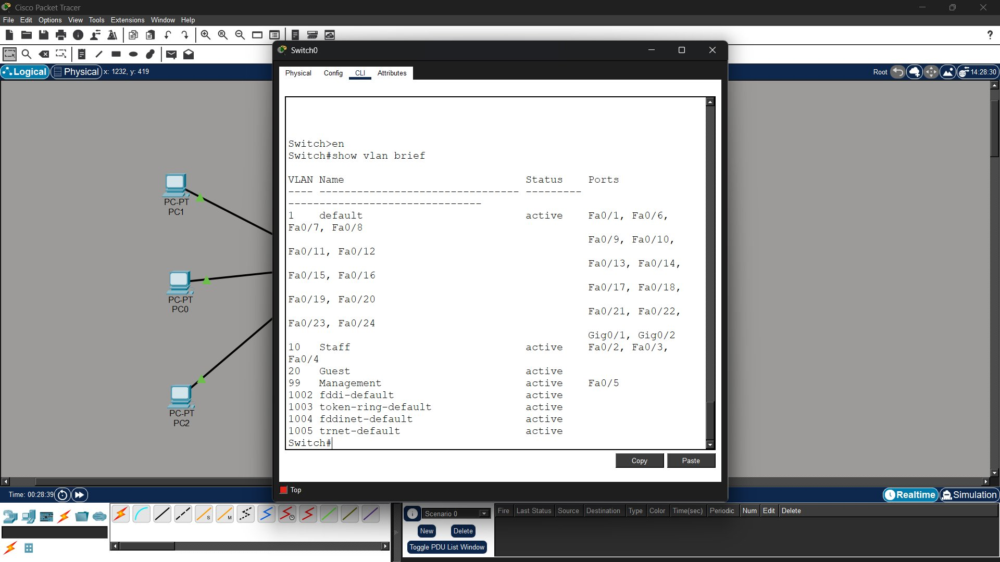 Cisco Packet Tracer
File Edit Options View Tools Extensions Window Help
?
Logical Physical x: 1232, y: 419
Root 14:28:30
Switch0
Physical Config CLI Attributes
Switch>en
Switch#show vlan brief
VLAN Name Status Ports
---- -------------------------------- ---------
-------------------------------
1 default active Fa0/1, Fa0/6,
Fa0/7, Fa0/8
Fa0/9, Fa0/10,
Fa0/11, Fa0/12
Fa0/13, Fa0/14,
Fa0/15, Fa0/16
Fa0/17, Fa0/18,
Fa0/19, Fa0/20
Fa0/21, Fa0/22,
Fa0/23, Fa0/24
Gig0/1, Gig0/2
10 Staff active Fa0/2, Fa0/3,
Fa0/4
20 Guest active
99 Management active Fa0/5
1002 fddi-default active
1003 token-ring-default active
1004 fddinet-default active
1005 trnet-default active
Switch#
Copy Paste
Top
PC-PT
PC1
PC-PT
PC0
PC-PT
PC2
Time: 00:28:39
Realtime Simulation
S M
Scenario 0
New Delete
Toggle PDU List Window
Fire Last Status Source Destination Type Color Time(sec) Periodic Num Edit Delete